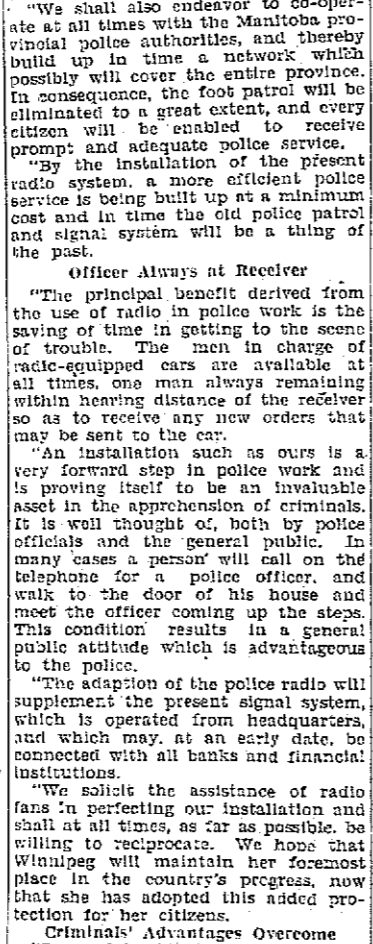 "We shall also endeavor to co-oper-
ate at all times with the Manitoba pro-
vincial police authorities, and thereby
build up in time a network which
possibly will cover the entire province.
In consequence, the foot patrol will be
eliminated to a great extent, and every
citizen will be enabled to receive
prompt and adequate police service.
"By the installation of the present
radio system, a more efficient police
service is being built up at a minimum
cost and in time the old police patrol
and signal system will be a thing of
the past.
Officer Always at Receiver
"The principal benefit derived from
the use of radio in police work is the
saving of time in getting to the scene
of trouble. The men in charge of
radio-equipped cars are available at
all times, one man always remaining
within hearing distance of the receiver
so as to receive any new orders that
may be sent to the car.
"An installation such as ours is a
very forward step in police work and
is proving itself to be an invaluable
asset in the apprehension of criminals.
It is well thought of, both by police
officials and the general public. In
many cases a person will call on the
telephone for a police officer, and
walk to the door of his house and
meet the officer coming up the steps.
This condition results in a general
public attitude which is advantageous
to the police.
"The adaption of the police radio will
supplement the present signal system,
which is operated from headquarters,
and which may, at an early date, be
connected with all banks and financial
institutions.
"We solicit the assistance of radio
fans in perfecting our installation and
shall at all times, as far as possible, be
willing to reciprocate. We hope that
Winnipeg will maintain her foremost
place in the country's progress, now
that she has adopted this added pro-
tection for her citizens.
Criminals' Advantages Overcome